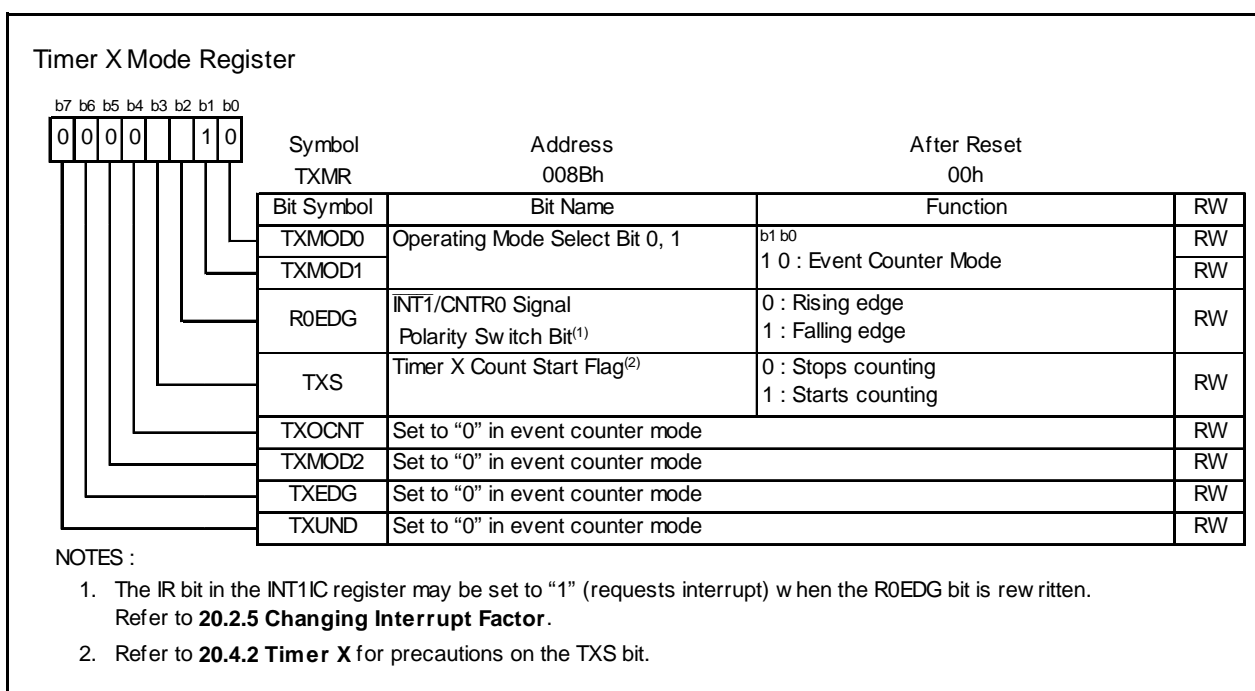 Timer X Mode Register
b7 b6 b5 b4 b3 b2 b1 b0
0 0 0 0 1 0
Symbol Address After Reset
TXMR 008Bh 00h
Bit Symbol Bit Name Function RW
TXMOD0 Operating Mode Select Bit 0, 1 b1 b0 RW
TXMOD1 1 0 : Event Counter Mode RW
R0EDG INT1/CNTR0 Signal 0 : Rising edge RW
Polarity Switch Bit(1) 1 : Falling edge
TXS Timer X Count Start Flag(2) 0 : Stops counting RW
1 : Starts counting
TXOCNT Set to “0” in event counter mode RW
TXMOD2 Set to “0” in event counter mode RW
TXEDG Set to “0” in event counter mode RW
TXUND Set to “0” in event counter mode RW
NOTES :
1. The IR bit in the INT1IC register may be set to “1” (requests interrupt) when the R0EDG bit is rewritten.
Refer to 20.2.5 Changing Interrupt Factor.
2. Refer to 20.4.2 Timer X for precautions on the TXS bit.